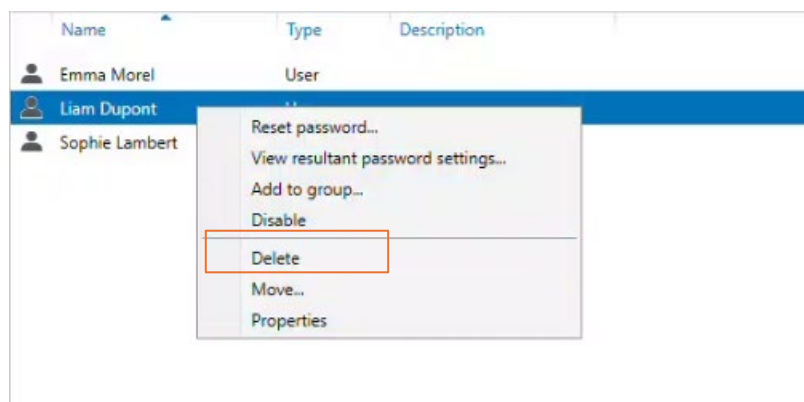 Name Type Description
Emma Morel User
Liam Dupont
Sophie Lambert
Reset password...
View resultant password settings...
Add to group...
Disable
Delete
Move...
Properties